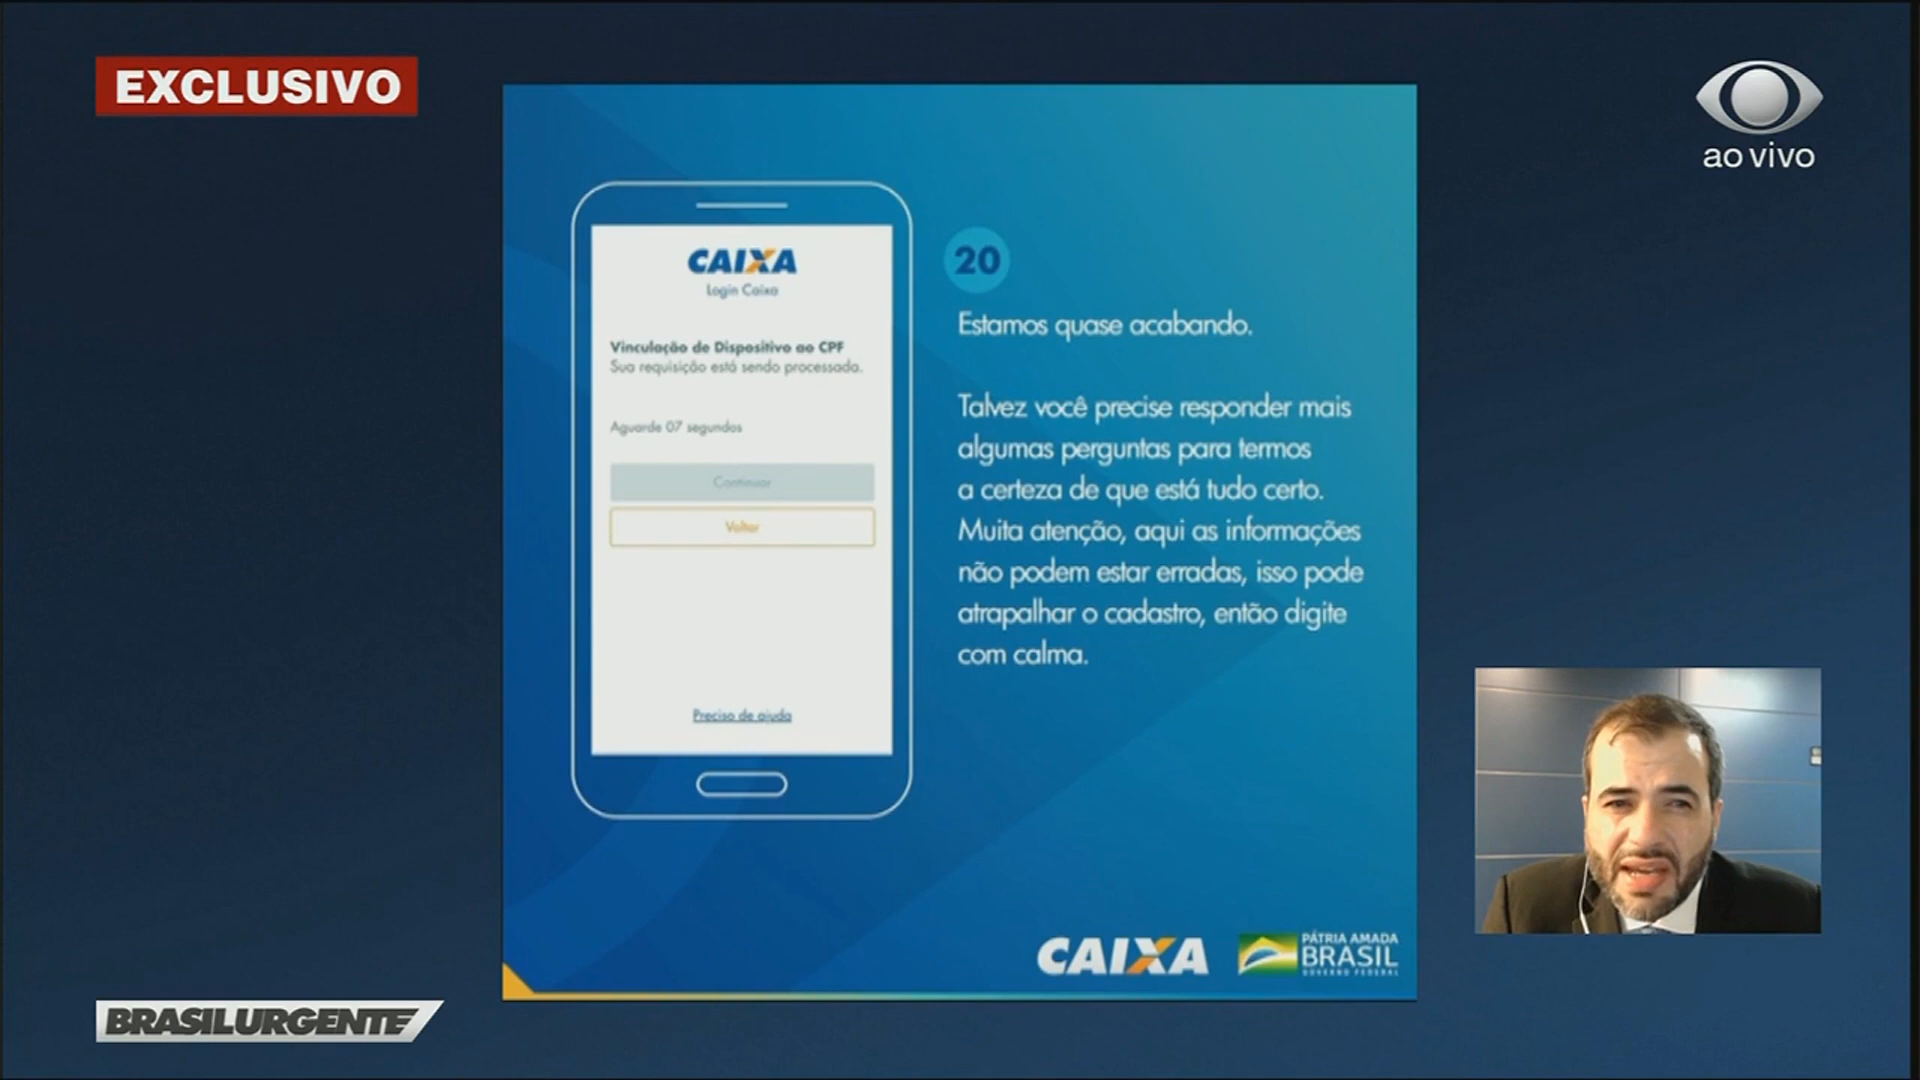 EXCLUSIVO
ao vivo
CAIXA
Login Caixa
Vinculação de Dispositivo ao CPF
Sua requisição está sendo processada.
Aguarde 07 segundos
Continuar
Voltar
Preciso de ajuda
20
Estamos quase acabando.
Talvez você precise responder mais
algumas perguntas para termos
a certeza de que está tudo certo.
Muita atenção, aqui as informações
não podem estar erradas, isso pode
atrapalhar o cadastro, então digite
com calma.
CAIXA
PÁTRIA AMADA
BRASIL
GOVERNO FEDERAL
BRASILURGENTE